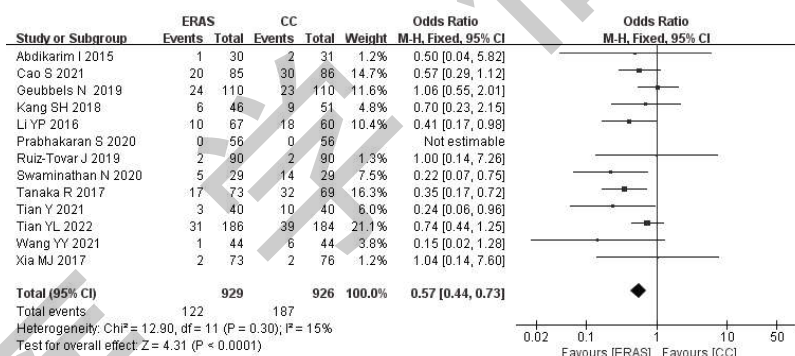 ERAS CC Odds Ratio Odds Ratio
Study or Subgroup Events Total Events Total Weight M-H, Fixed, 95% CI M-H, Fixed, 95% CI
Abdikarim I 2015 1 30 2 31 1.2% 0.50 [0.04, 5.82]
Cao S 2021 20 85 30 86 14.7% 0.57 [0.29, 1.12]
Geubbels N 2019 24 110 23 110 11.6% 1.06 [0.55, 2.01]
Kang SH 2018 6 46 9 51 4.8% 0.70 [0.23, 2.15]
Li YP 2016 10 67 18 60 10.4% 0.41 [0.17, 0.98]
Prabhakaran S 2020 0 56 0 56 Not estimable
Ruiz-Tovar J 2019 2 90 2 90 1.3% 1.00 [0.14, 7.26]
Swaminathan N 2020 5 29 14 29 7.5% 0.22 [0.07, 0.75]
Tanaka R 2017 17 73 32 69 16.3% 0.35 [0.17, 0.72]
Tian Y 2021 3 40 10 40 6.0% 0.24 [0.06, 0.96]
Tian YL 2022 31 186 39 184 21.1% 0.74 [0.44, 1.25]
Wang YY 2021 1 44 6 44 3.8% 0.15 [0.02, 1.28]
Xia MJ 2017 2 73 2 76 1.2% 1.04 [0.14, 7.60]
Total (95% CI) 929 926 100.0% 0.57 [0.44, 0.73]
Total events 122 187
Heterogeneity: Chi² = 12.90, df = 11 (P = 0.30); I² = 15%
Test for overall effect: Z = 4.31 (P < 0.0001)
0.02 0.1 1 10 50
Favours [ERAS] Favours [CC]
学